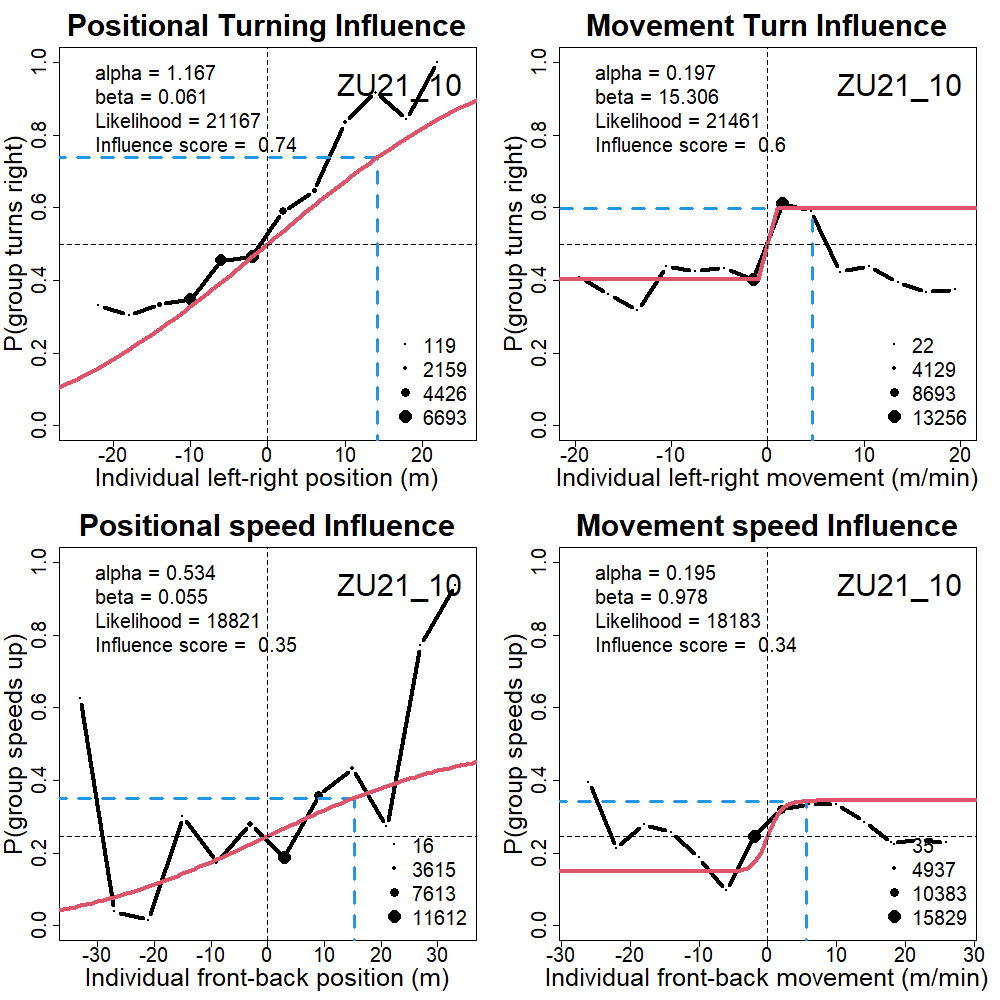 Positional Turning Influence
alpha = 1.167
beta = 0.061
Likelihood = 21167
Influence score =  0.74
ZU21_10
P(group turns right)
0.0
0.2
0.4
0.6
0.8
1.0
119
2159
4426
6693
-20
-10
0
10
20
Individual left-right position (m)
Movement Turn Influence
alpha = 0.197
beta = 15.306
Likelihood = 21461
Influence score =  0.6
ZU21_10
P(group turns right)
0.0
0.2
0.4
0.6
0.8
1.0
22
4129
8693
13256
-20
-10
0
10
20
Individual left-right movement (m/min)
Positional speed Influence
alpha = 0.534
beta = 0.055
Likelihood = 18821
Influence score =  0.35
ZU21_10
P(group speeds up)
0.0
0.2
0.4
0.6
0.8
1.0
16
3615
7613
11612
-30
-20
-10
0
10
20
30
Individual front-back position (m)
Movement speed Influence
alpha = 0.195
beta = 0.978
Likelihood = 18183
Influence score =  0.34
ZU21_10
P(group speeds up)
0.0
0.2
0.4
0.6
0.8
1.0
35
4937
10383
15829
-30
-20
-10
0
10
20
30
Individual front-back movement (m/min)